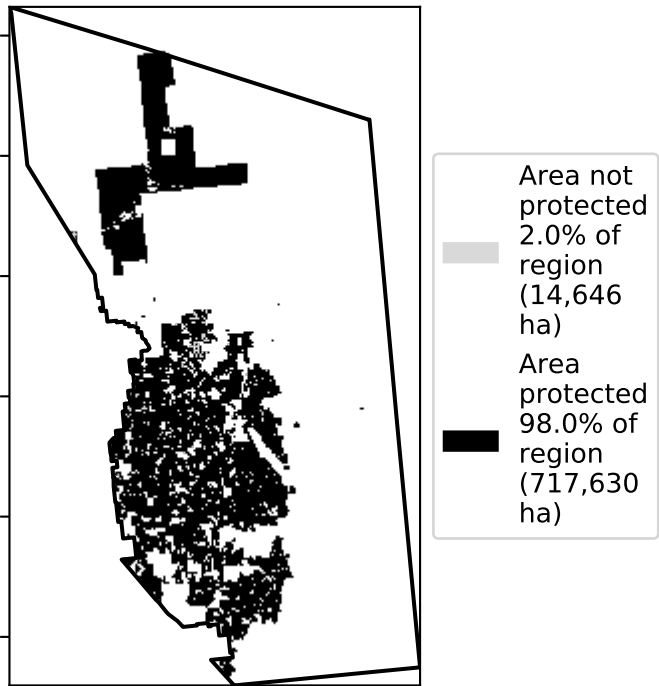 Area not
protected
2.0% of
region
(14,646
ha)
Area
protected
98.0% of
region
(717,630
ha)